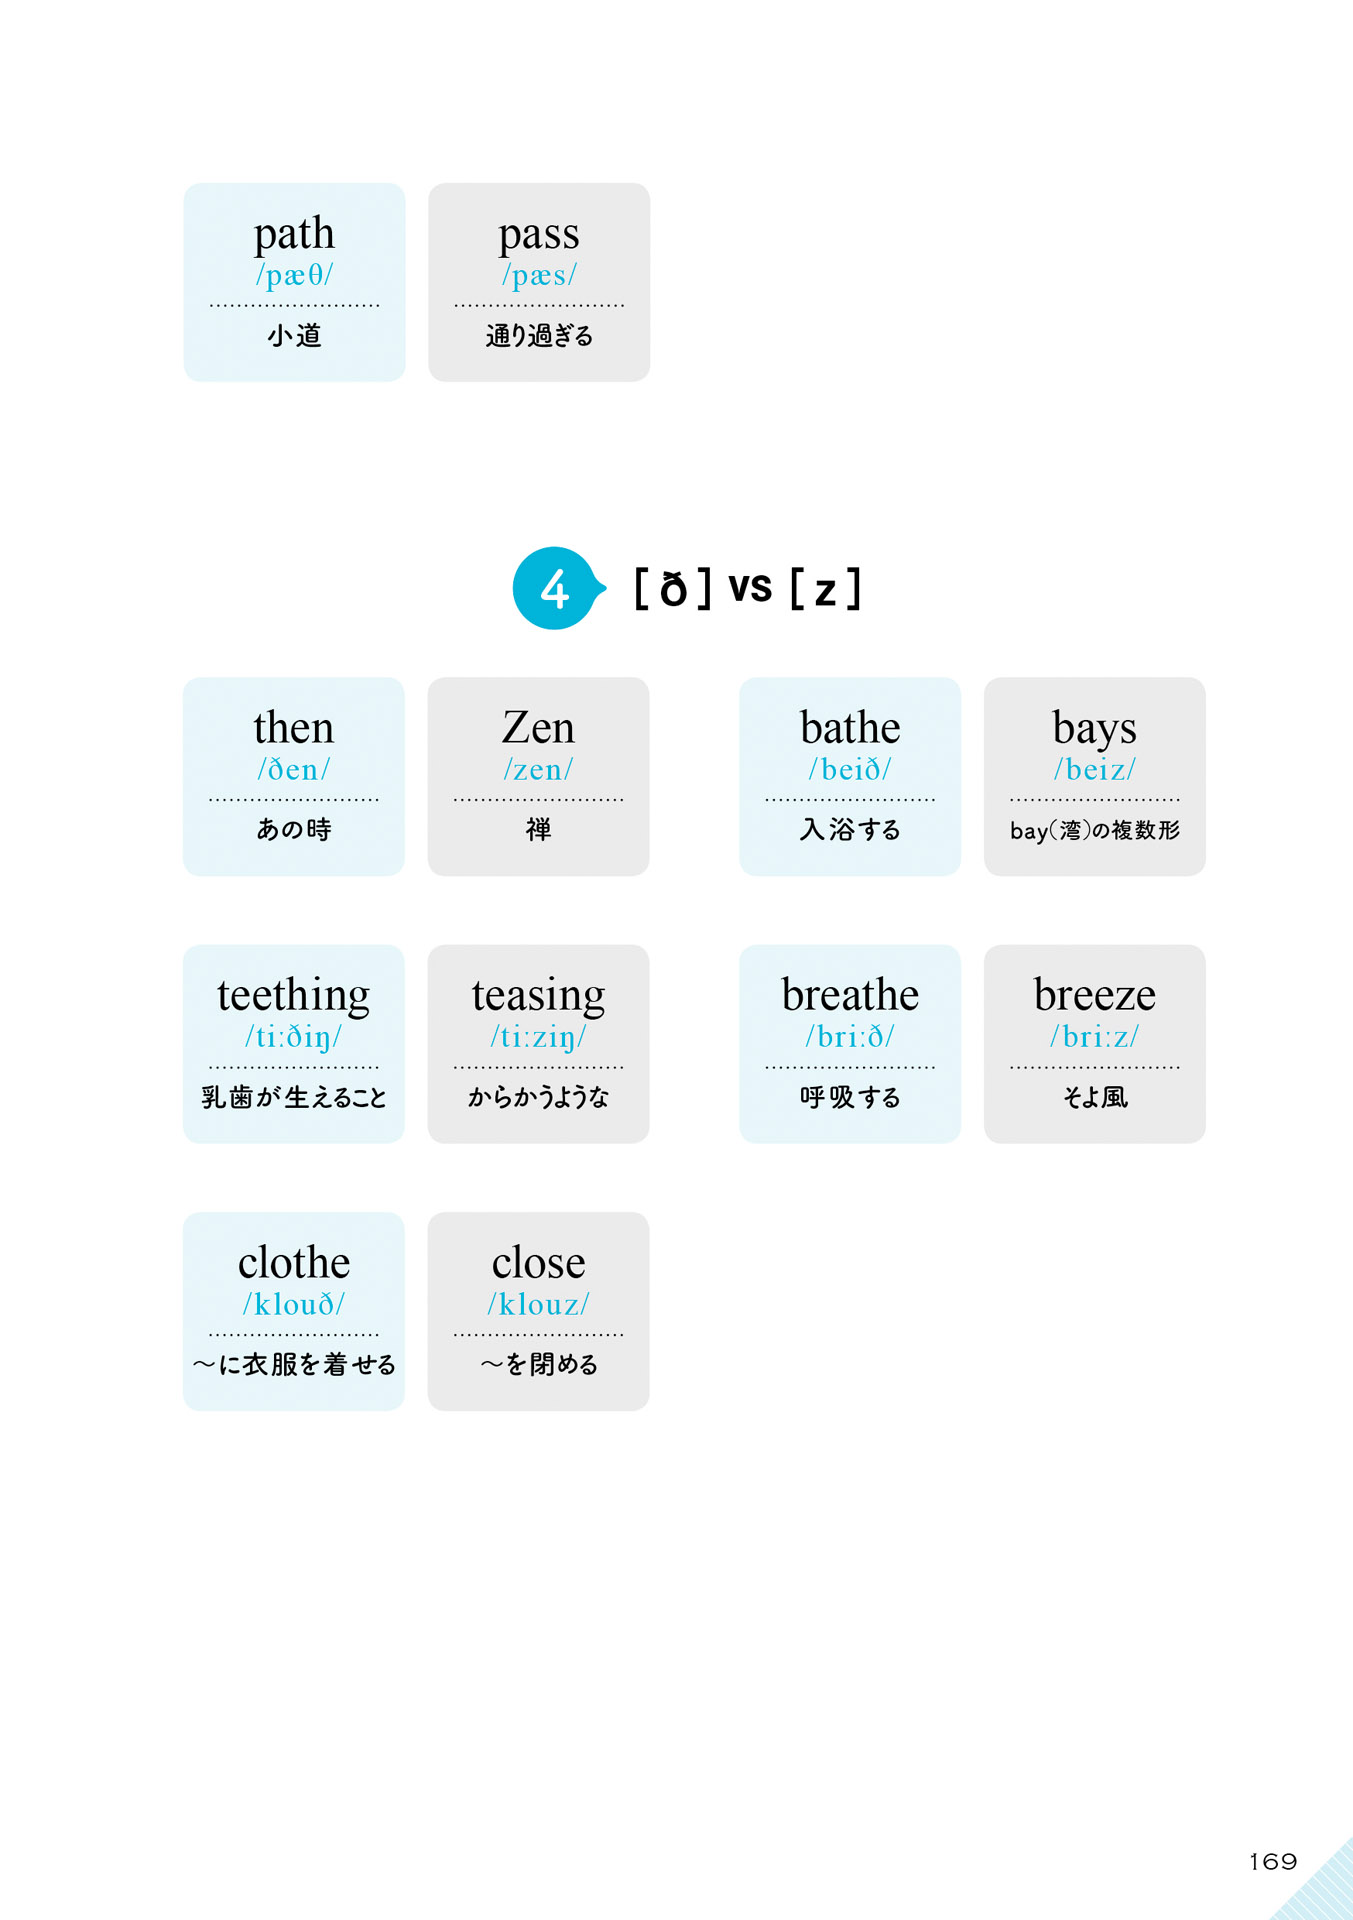 path
/pæθ/
小道
pass
/pæs/
通り過ぎる
4 [ð] vs [z]
then
/ðen/
あの時
Zen
/zen/
禅
bathe
/beið/
入浴する
bays
/beiz/
bay(湾)の複数形
teething
/tiːðiŋ/
乳歯が生えること
teasing
/tiːziŋ/
からかうような
breathe
/briːð/
呼吸する
breeze
/briːz/
そよ風
clothe
/klouð/
〜に衣服を着せる
close
/klouz/
〜を閉める
169